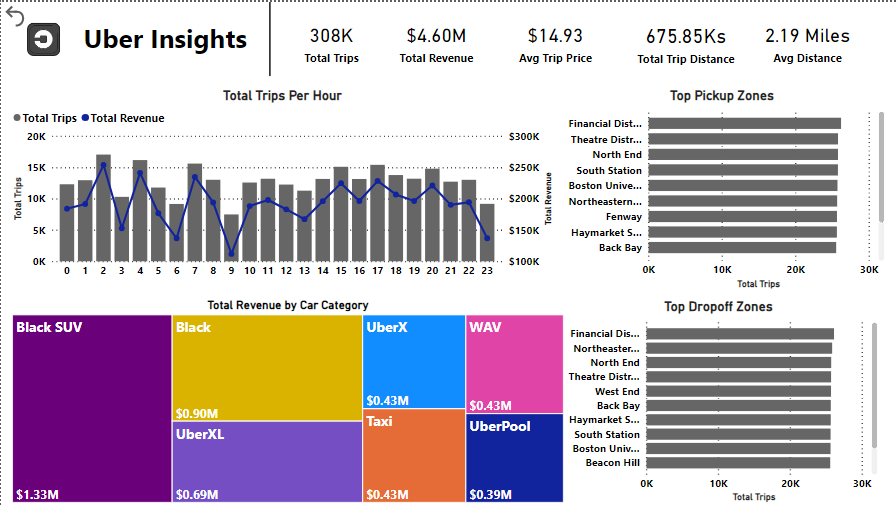 Uber Insights
308K
Total Trips
$4.60M
Total Revenue
$14.93
Avg Trip Price
675.85Ks
Total Trip Distance
2.19 Miles
Avg Distance
Total Trips Per Hour
Total Trips Total Revenue
20K
15K
10K
5K
0K
Total Trips
$300K
$250K
$200K
$150K
$100K
Total Revenue
0 1 2 3 4 5 6 7 8 9 10 11 12 13 14 15 16 17 18 19 20 21 22 23
Top Pickup Zones
Financial Dist...
Theatre Distr...
North End
South Station
Boston Unive...
Northeastern...
Fenway
Haymarket S...
Back Bay
0K 10K 20K 30K
Total Trips
Total Revenue by Car Category
Black SUV
$1.33M
Black
$0.90M
UberXL
$0.69M
UberX
$0.43M
Taxi
$0.43M
WAV
$0.43M
UberPool
$0.39M
Top Dropoff Zones
Financial Dis...
Northeaster...
North End
Theatre Distr...
West End
Back Bay
Haymarket S...
South Station
Boston Univ...
Beacon Hill
0K 10K 20K 30K
Total Trips